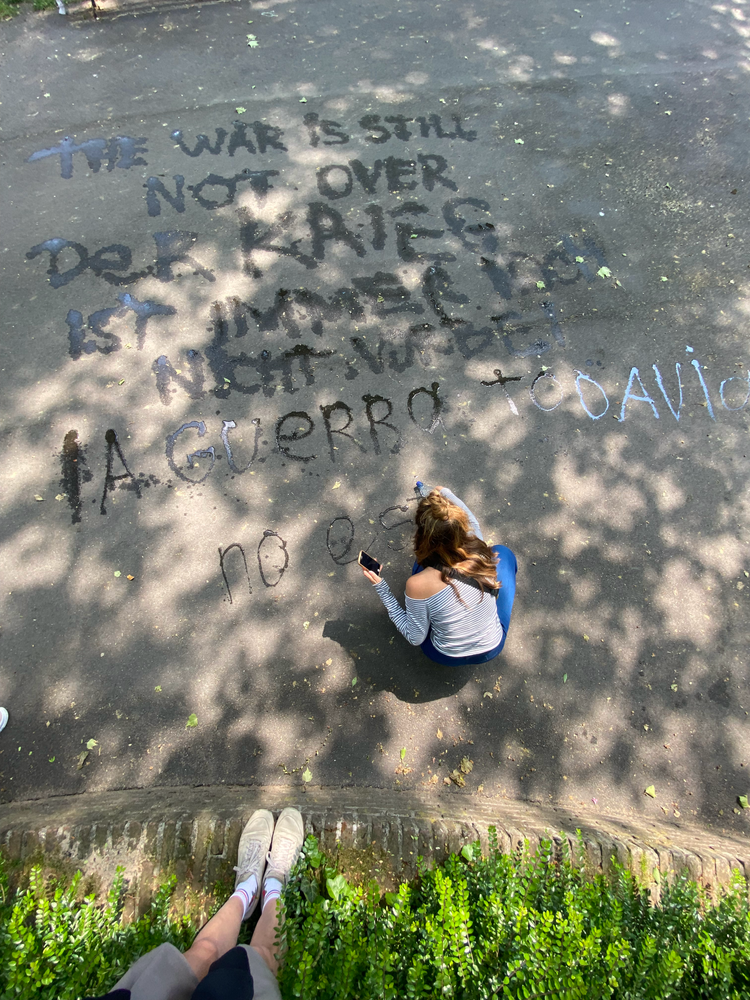 THE WAR iS STiLL
NOT OVER
DeR KRIEG
IST IMMER NOCH
NICHT VORBEI
lA GUERRA TODAVia
no es